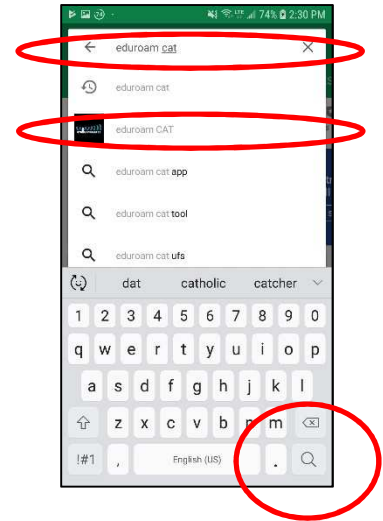 LTE 74% 2:30 PM
eduroam cat
eduroam cat
eduroam CAT
eduroam cat app
eduroam cat tool
eduroam cat ufs
dat catholic catcher
1 2 3 4 5 6 7 8 9 0
q w e r t y u i o p
a s d f g h j k l
z x c v b n m
!#1 , English (US) .